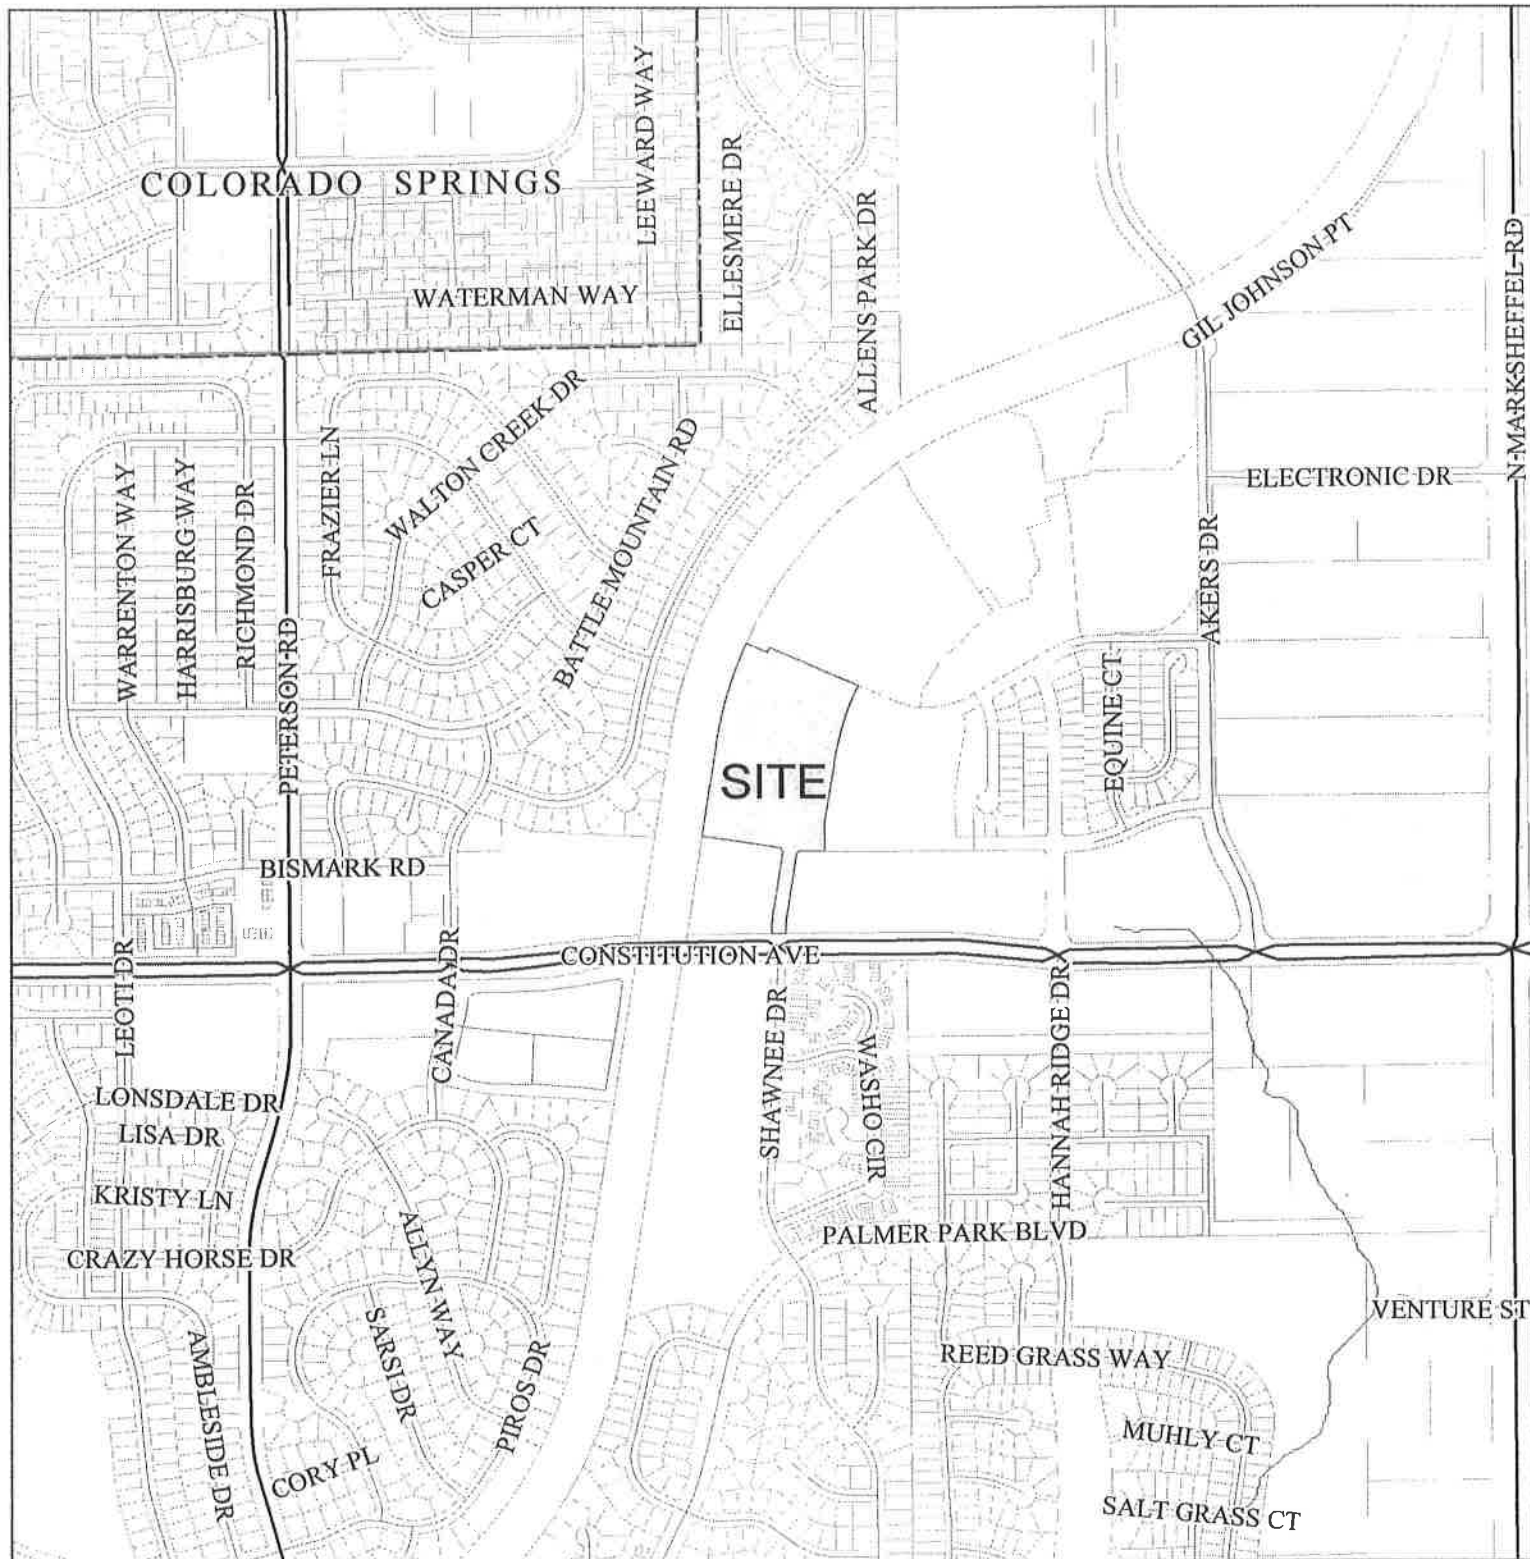 COLORADO SPRINGS
LEEWARD WAY
ELLESMERE DR
ALLENS PARK DR
WATERMAN WAY
GIL JOHNSON PT
N MARKSHEFFEL RD
WARRENTON WAY
HARRISBURG WAY
RICHMOND DR
PETERSON RD
FRAZIER LN
WALTON CREEK DR
CASPER CT
BATTLE MOUNTAIN RD
ELECTRONIC DR
AKERS DR
EQUINE CT
SITE
BISMARK RD
CONSTITUTION AVE
LEOTI DR
CANADA DR
SHAWNEE DR
WASHO CIR
HANNAH RIDGE DR
LONSDALE DR
LISA DR
KRISTY LN
CRAZY HORSE DR
ALLYN WAY
PALMER PARK BLVD
VENTURE ST
AMBLESIDE DR
SARSI DR
PIROS DR
REED GRASS WAY
MUHLY CT
CORY PL
SALT GRASS CT